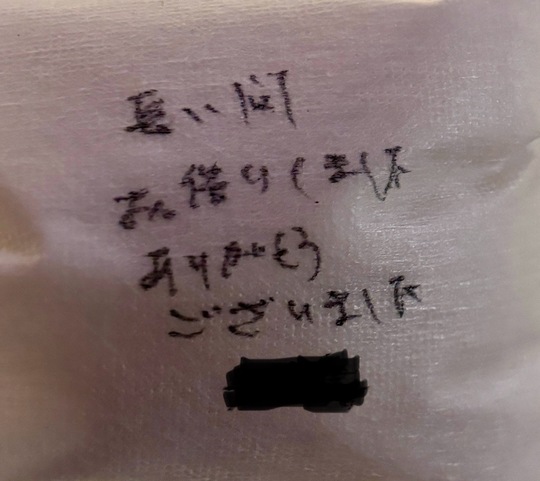 長い間
お借りしました
ありがとう
ございました